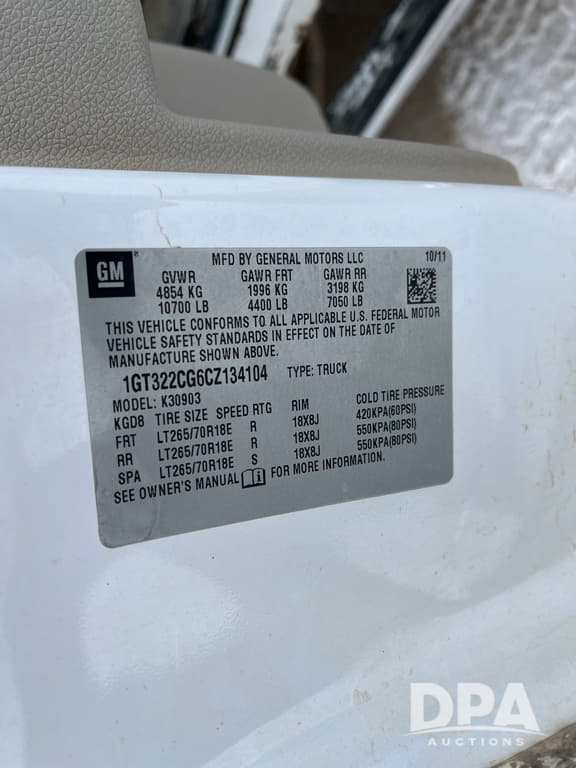 GM
MFD BY GENERAL MOTORS LLC 10/11
GVWR GAWR FRT GAWR RR
4854 KG 1996 KG 3198 KG
10700 LB 4400 LB 7050 LB
THIS VEHICLE CONFORMS TO ALL APPLICABLE U.S. FEDERAL MOTOR
VEHICLE SAFETY STANDARDS IN EFFECT ON THE DATE OF
MANUFACTURE SHOWN ABOVE.
1GT322CG6CZ134104 TYPE: TRUCK
MODEL: K30903
KGD8 TIRE SIZE SPEED RTG RIM COLD TIRE PRESSURE
FRT LT265/70R18E R 18X8J 420KPA(60PSI)
RR LT265/70R18E R 18X8J 550KPA(80PSI)
SPA LT265/70R18E S 18X8J 550KPA(80PSI)
SEE OWNER'S MANUAL FOR MORE INFORMATION.
DPA
AUCTIONS